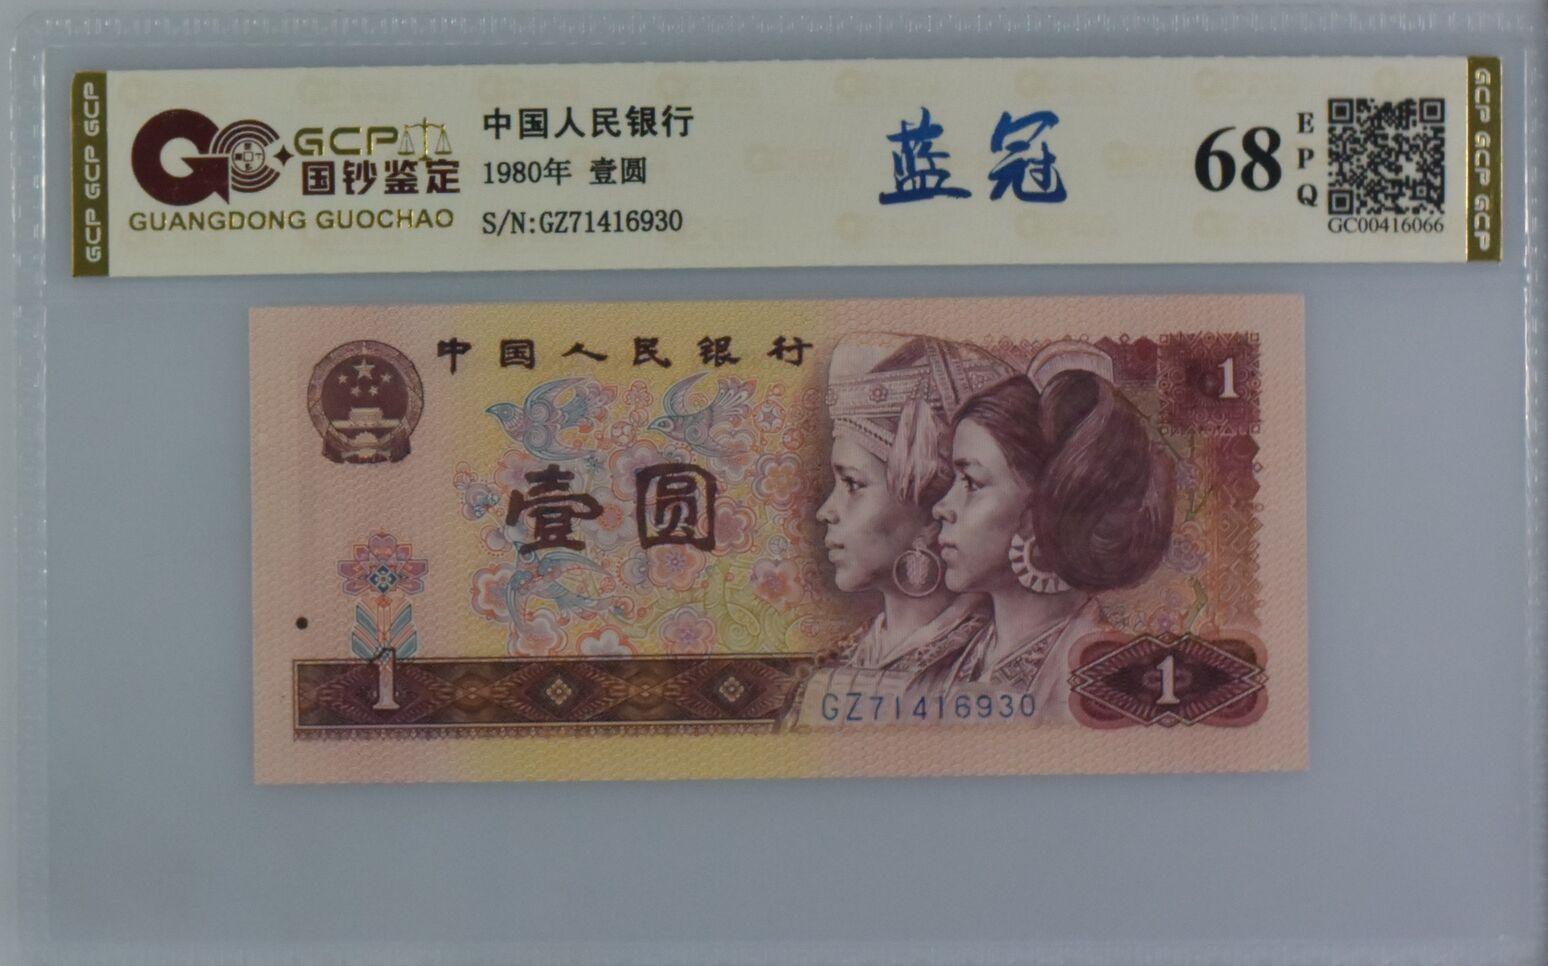 GCP GCP GCP
GCP
国钞鉴定
GUANGDONG GUOCHAO
中国人民银行
1980年 壹圆
S/N:GZ71416930
蓝冠
68
E
P
Q
GC00416066
GCP GCP GCP
中国人民银行
1
壹圆
1
GZ71416930
1